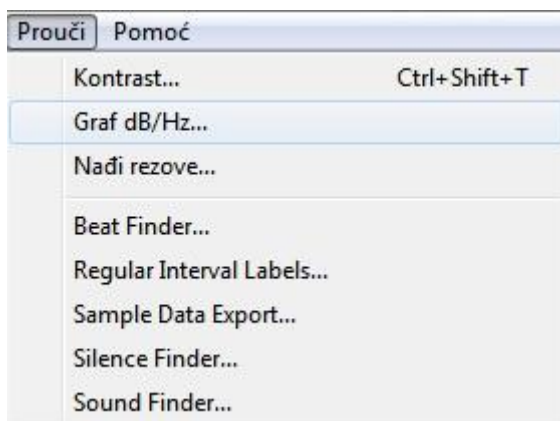 Prouči Pomoć
Kontrast... Ctrl+Shift+T
Graf dB/Hz...
Nađi rezove...
Beat Finder...
Regular Interval Labels...
Sample Data Export...
Silence Finder...
Sound Finder...